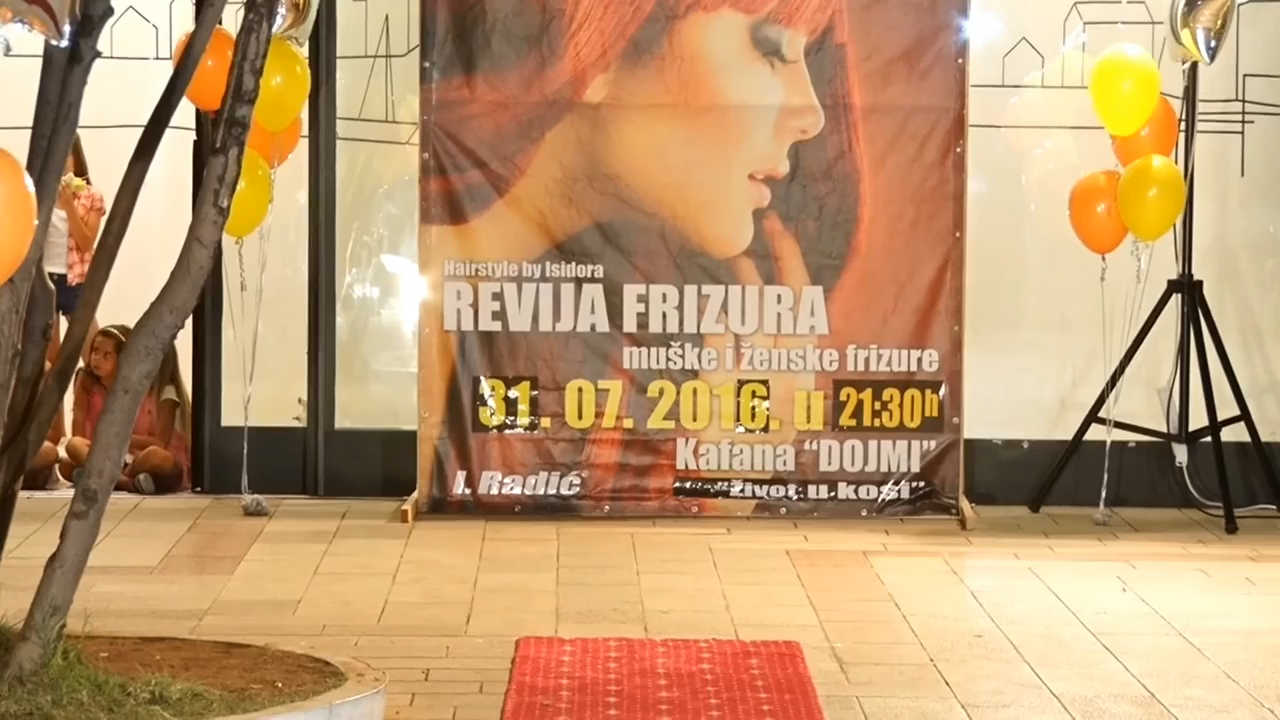 Hairstyle by Isidora
REVIJA FRIZURA
muške i ženske frizure
31. 07. 2016. u 21:30h
Kafana “DOJMI”
I. Radić
“život u kosi”